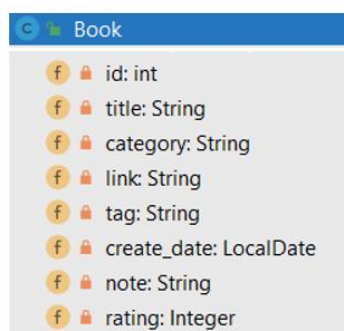 C Book
f id: int
f title: String
f category: String
f link: String
f tag: String
f create_date: LocalDate
f note: String
f rating: Integer